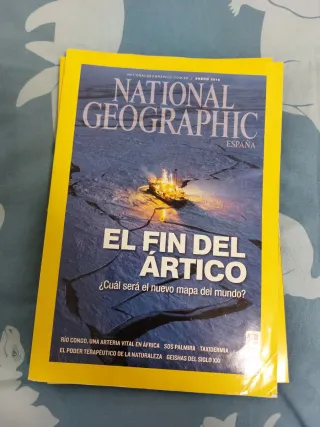 ENERO 2016
NATIONAL
GEOGRAPHIC
ESPAÑA
EL FIN DEL
ÁRTICO
¿Cuál será el nuevo mapa del mundo?
RÍO CONGO, UNA ARTERIA VITAL EN ÁFRICA SOS PALMIRA TAXIDERMIA
EL PODER TERAPÉUTICO DE LA NATURALEZA GEISHAS DEL SIGLO XXI